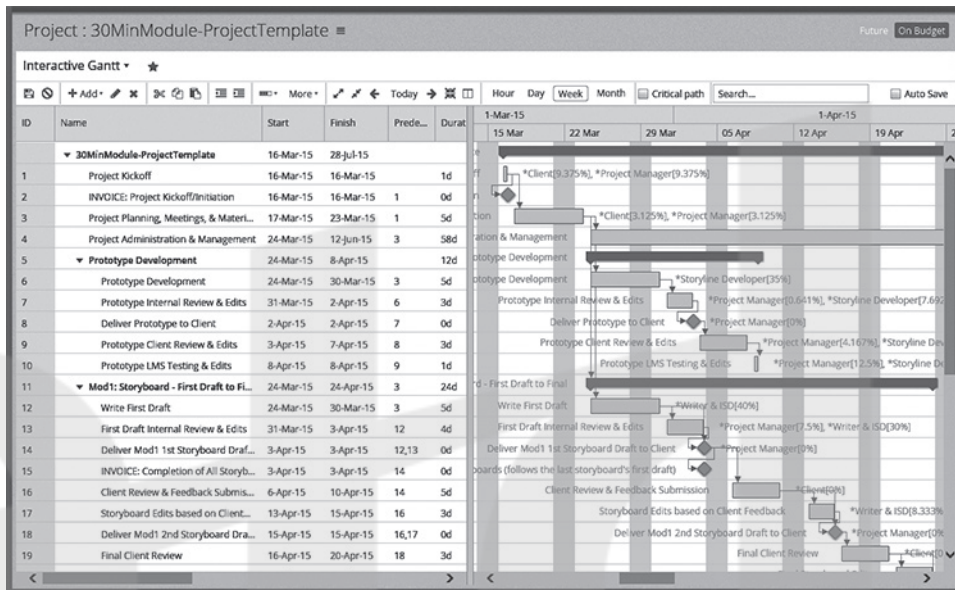 Project : 30MinModule-ProjectTemplate
Future On Budget
Interactive Gantt
Add More Today Hour Day Week Month Critical path Search... Auto Save
ID Name Start Finish Prede... Durat 1-Mar-15 1-Apr-15
15 Mar 22 Mar 29 Mar 05 Apr 12 Apr 19 Apr 2
30MinModule-ProjectTemplate 16-Mar-15 28-Jul-15
1 Project Kickoff 16-Mar-15 16-Mar-15 1d *Client[9.375%], *Project Manager[9.375%]
2 INVOICE: Project Kickoff/Initiation 16-Mar-15 16-Mar-15 1 0d
3 Project Planning, Meetings, & Materi... 17-Mar-15 23-Mar-15 1 5d *Client[3.125%], *Project Manager[3.125%]
4 Project Administration & Management 24-Mar-15 12-Jun-15 3 58d ation & Management
5 Prototype Development 24-Mar-15 8-Apr-15 12d ototype Development
6 Prototype Development 24-Mar-15 30-Mar-15 3 5d ototype Development *Storyline Developer[35%]
7 Prototype Internal Review & Edits 31-Mar-15 2-Apr-15 6 3d Prototype Internal Review & Edits *Project Manager[0.641%], *Storyline Developer[7.692
8 Deliver Prototype to Client 2-Apr-15 2-Apr-15 7 0d Deliver Prototype to Client *Project Manager[0%]
9 Prototype Client Review & Edits 3-Apr-15 7-Apr-15 8 3d Prototype Client Review & Edits *Project Manager[4.167%], *Storyline Dev
10 Prototype LMS Testing & Edits 8-Apr-15 8-Apr-15 9 1d Prototype LMS Testing & Edits *Project Manager[12.5%], *Storyline De
11 Mod1: Storyboard - First Draft to Fi... 24-Mar-15 24-Apr-15 3 24d d - First Draft to Final
12 Write First Draft 24-Mar-15 30-Mar-15 3 5d Write First Draft *Writer & ISD[40%]
13 First Draft Internal Review & Edits 31-Mar-15 3-Apr-15 12 4d First Draft Internal Review & Edits *Project Manager[7.5%], *Writer & ISD[30%]
14 Deliver Mod1 1st Storyboard Draf... 3-Apr-15 3-Apr-15 12,13 0d Deliver Mod1 1st Storyboard Draft to Client *Project Manager[0%]
15 INVOICE: Completion of All Storyb... 3-Apr-15 3-Apr-15 14 0d boards (follows the last storyboard's first draft)
16 Client Review & Feedback Submis... 6-Apr-15 10-Apr-15 14 5d Client Review & Feedback Submission *Client[0%]
17 Storyboard Edits based on Client... 13-Apr-15 15-Apr-15 16 3d Storyboard Edits based on Client Feedback *Writer & ISD[8.333%
18 Deliver Mod1 2nd Storyboard Dra... 15-Apr-15 15-Apr-15 16,17 0d Deliver Mod1 2nd Storyboard Draft to Client *Project Manager[0%
19 Final Client Review 16-Apr-15 20-Apr-15 18 3d Final Client Review *Client[0